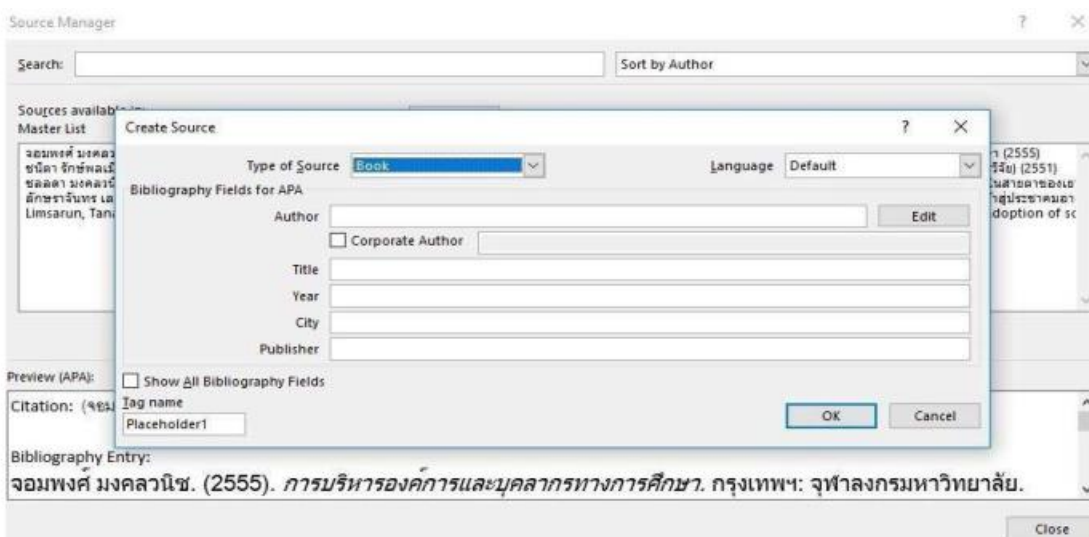 Source Manager
Search:
Sort by Author
Master List
Create Source
Type of Source Book
Language Default
Bibliography Fields for APA
Author
Edit
Corporate Author
Title
Year
City
Publisher
Limsarun,
(2555)
(2551)
doption of
Preview (APA):
Show All Bibliography Fields
Citation:
Tag name
Placeholder1
OK
Cancel
Bibliography Entry:
จอมพงศ์ มงคลวนิช. (2555). การบริหารองค์การและบุคลากรทางการศึกษา. กรุงเทพฯ: จุฬาลงกรมหาวิทยาลัย.
Close